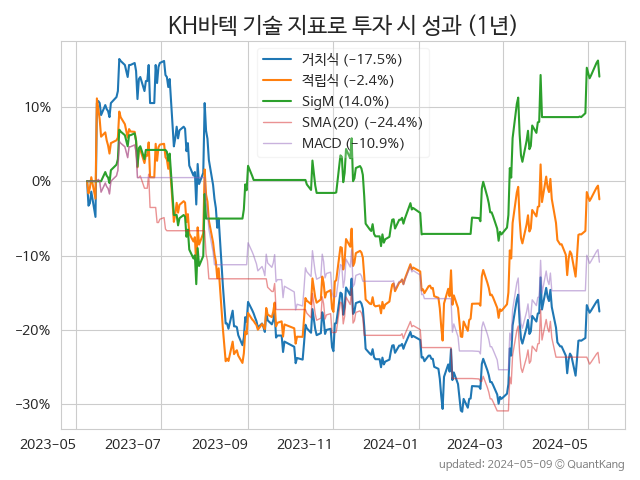 KH바텍 기술 지표로 투자 시 성과 (1년)
거치식 (−17.5%)
적립식 (−2.4%)
SigM (14.0%)
SMA(20) (−24.4%)
MACD (−10.9%)
10%
0%
−10%
−20%
−30%
2023-05 2023-07 2023-09 2023-11 2024-01 2024-03 2024-05
updated: 2024-05-09 © QuantKang